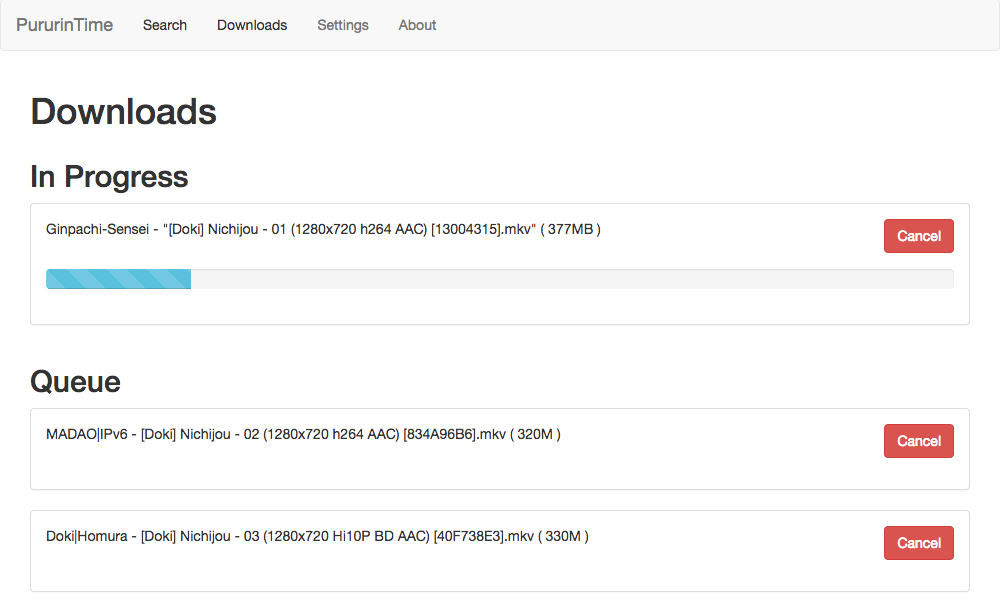 PururinTime Search Downloads Settings About
Downloads
In Progress
Ginpachi-Sensei - "[Doki] Nichijou - 01 (1280x720 h264 AAC) [13004315].mkv" ( 377MB )
Cancel
Queue
MADAO|IPv6 - [Doki] Nichijou - 02 (1280x720 h264 AAC) [834A96B6].mkv ( 320M )
Cancel
Doki|Homura - [Doki] Nichijou - 03 (1280x720 Hi10P BD AAC) [40F738E3].mkv ( 330M )
Cancel